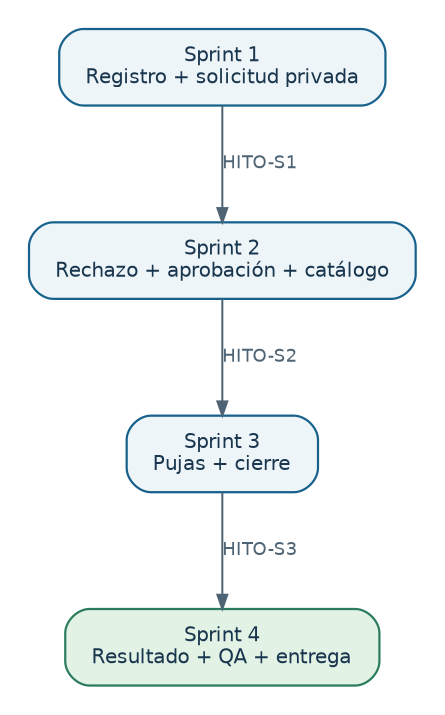 Sprint 1
Registro + solicitud privada
HITO-S1
Sprint 2
Rechazo + aprobación + catálogo
HITO-S2
Sprint 3
Pujas + cierre
HITO-S3
Sprint 4
Resultado + QA + entrega